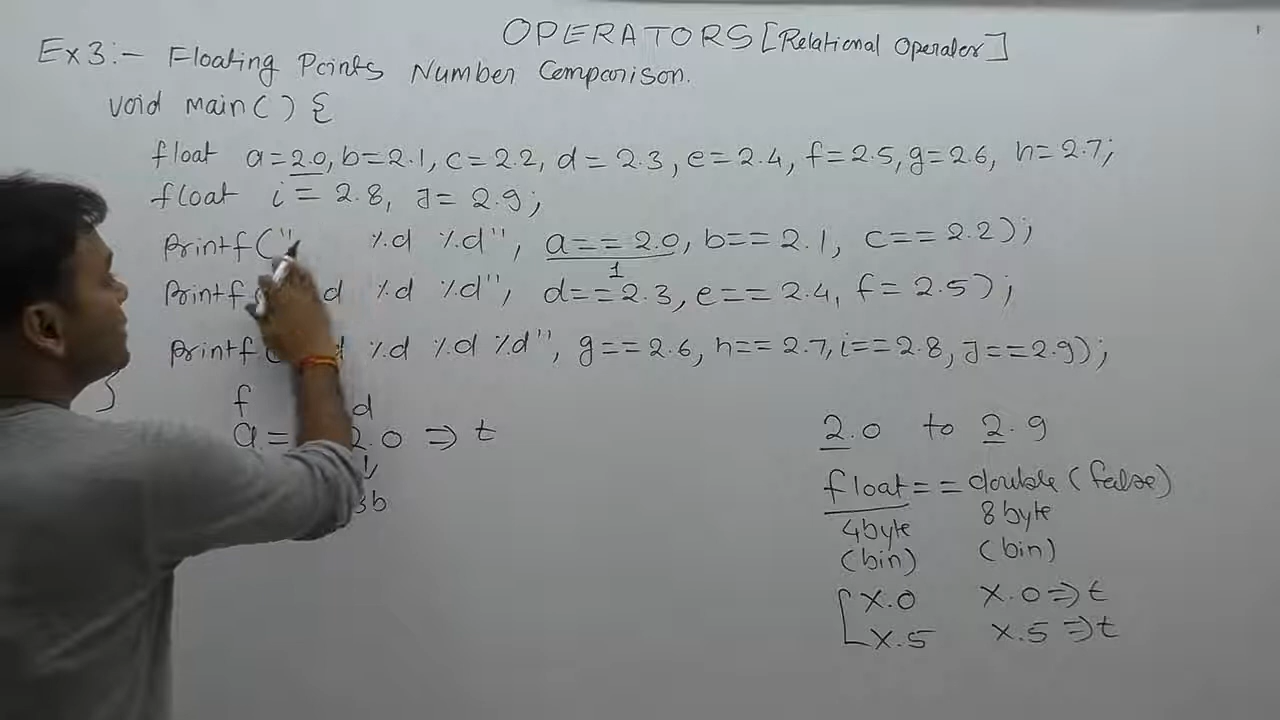 OPERATORS [Relational Operator]
Ex3:- Floating Points Number Comparison.
void main() {
float a=2.0, b=2.1, c=2.2, d=2.3, e=2.4, f=2.5, g=2.6, h=2.7;
float i=2.8, J=2.9;
Printf(" %d %d", a==2.0, b==2.1, c==2.2);
1
Printf( d %d %d", d==2.3, e==2.4, f=2.5);
Printf( d %d %d %d", g==2.6, h==2.7, i==2.8, J==2.9);
}
f d
a= 2.0 => t
8b
2.0 to 2.9
float == double (false)
4byte 8byte
(bin) (bin)
X.0 X.0 => t
X.5 X.5 => t